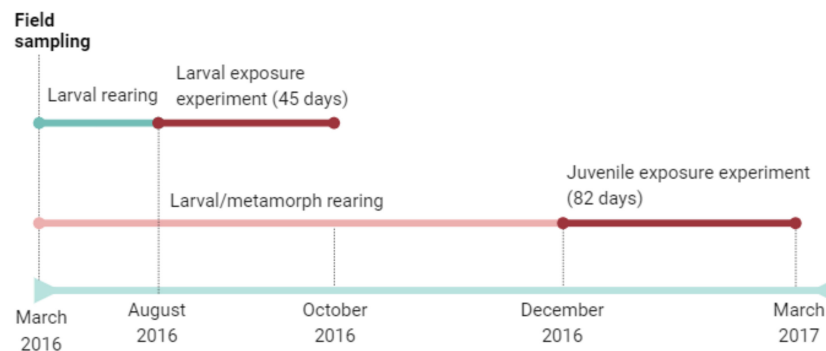 Field
sampling
Larval rearing
Larval exposure
experiment (45 days)
Larval/metamorph rearing
Juvenile exposure experiment
(82 days)
March
2016
August
2016
October
2016
December
2016
March
2017